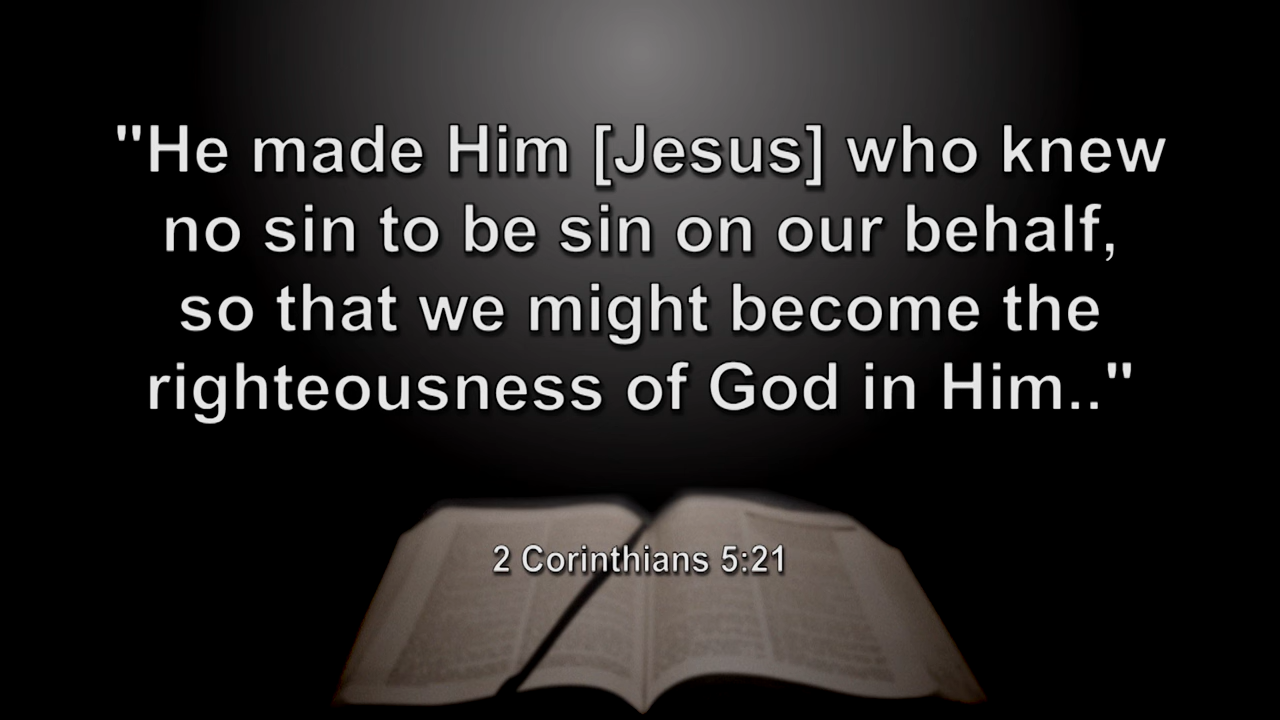 "He made Him [Jesus] who knew
no sin to be sin on our behalf,
so that we might become the
righteousness of God in Him.."
2 Corinthians 5:21